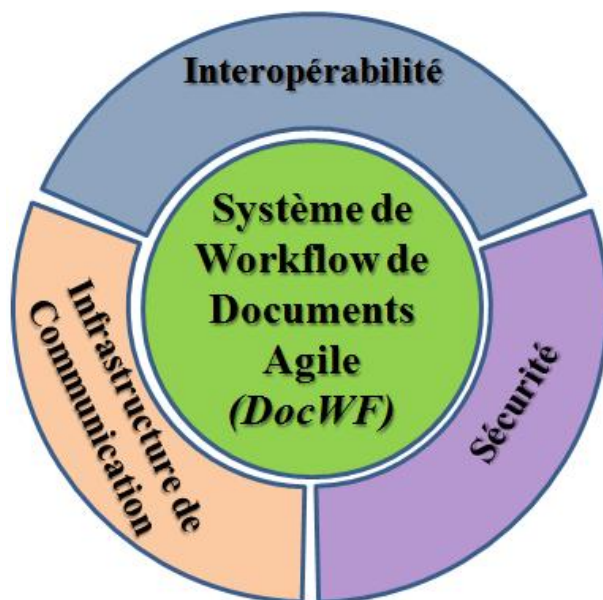 Interopérabilité
Système de
Workflow de
Documents
Agile
(DocWF)
Infrastructure de
Communication
Sécurité